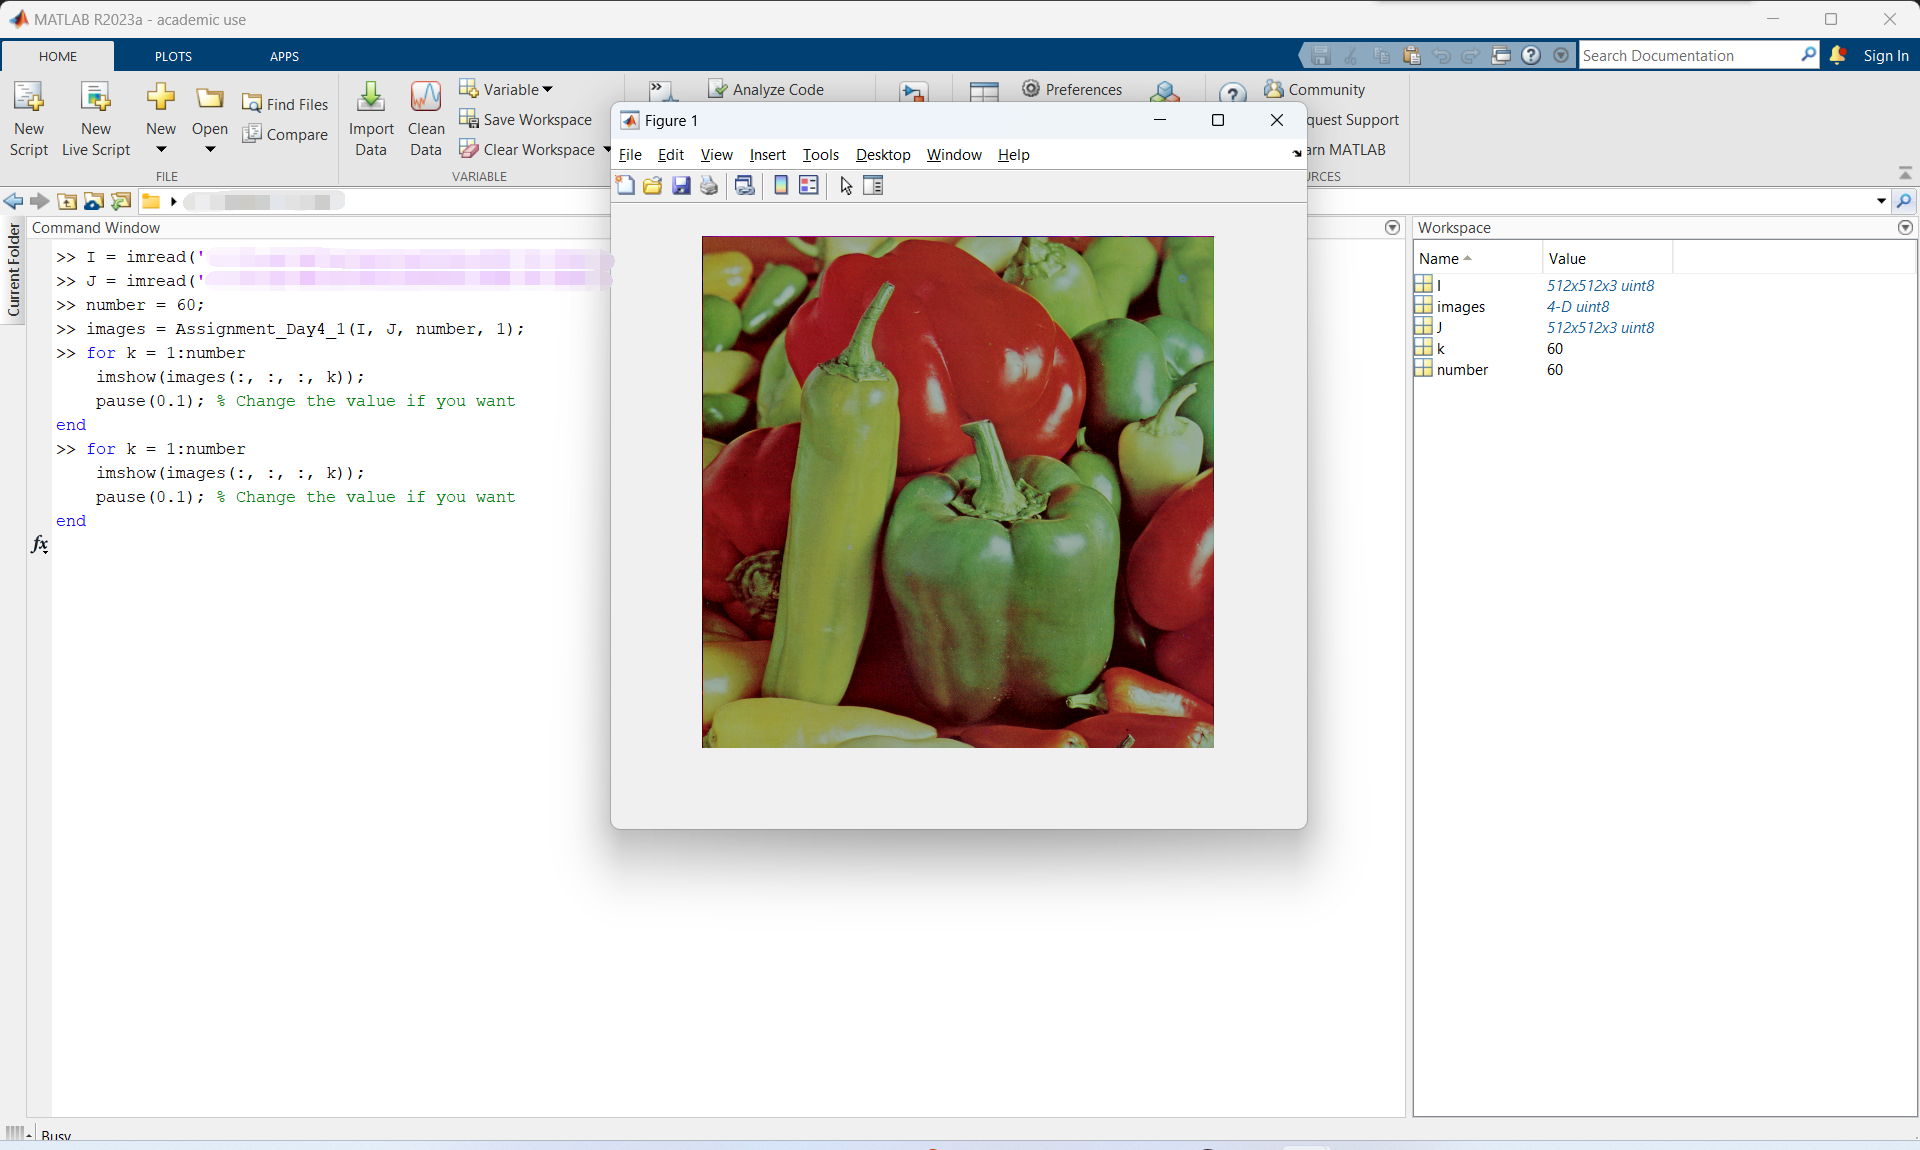 MATLAB R2023a - academic use
HOME PLOTS APPS
Search Documentation
Sign In
New Script
New Live Script
New
Open
Find Files
Compare
FILE
Import Data
Clean Data
Variable
Save Workspace
Clear Workspace
VARIABLE
Analyze Code
Preferences
Community
quest Support
arn MATLAB
URCES
Current Folder
Command Window
>> I = imread('
>> J = imread('
>> number = 60;
>> images = Assignment_Day4_1(I, J, number, 1);
>> for k = 1:number
imshow(images(:, :, :, k));
pause(0.1); % Change the value if you want
end
>> for k = 1:number
imshow(images(:, :, :, k));
pause(0.1); % Change the value if you want
end
fx
Figure 1
File Edit View Insert Tools Desktop Window Help
Workspace
Name Value
I 512x512x3 uint8
images 4-D uint8
J 512x512x3 uint8
k 60
number 60
Busy